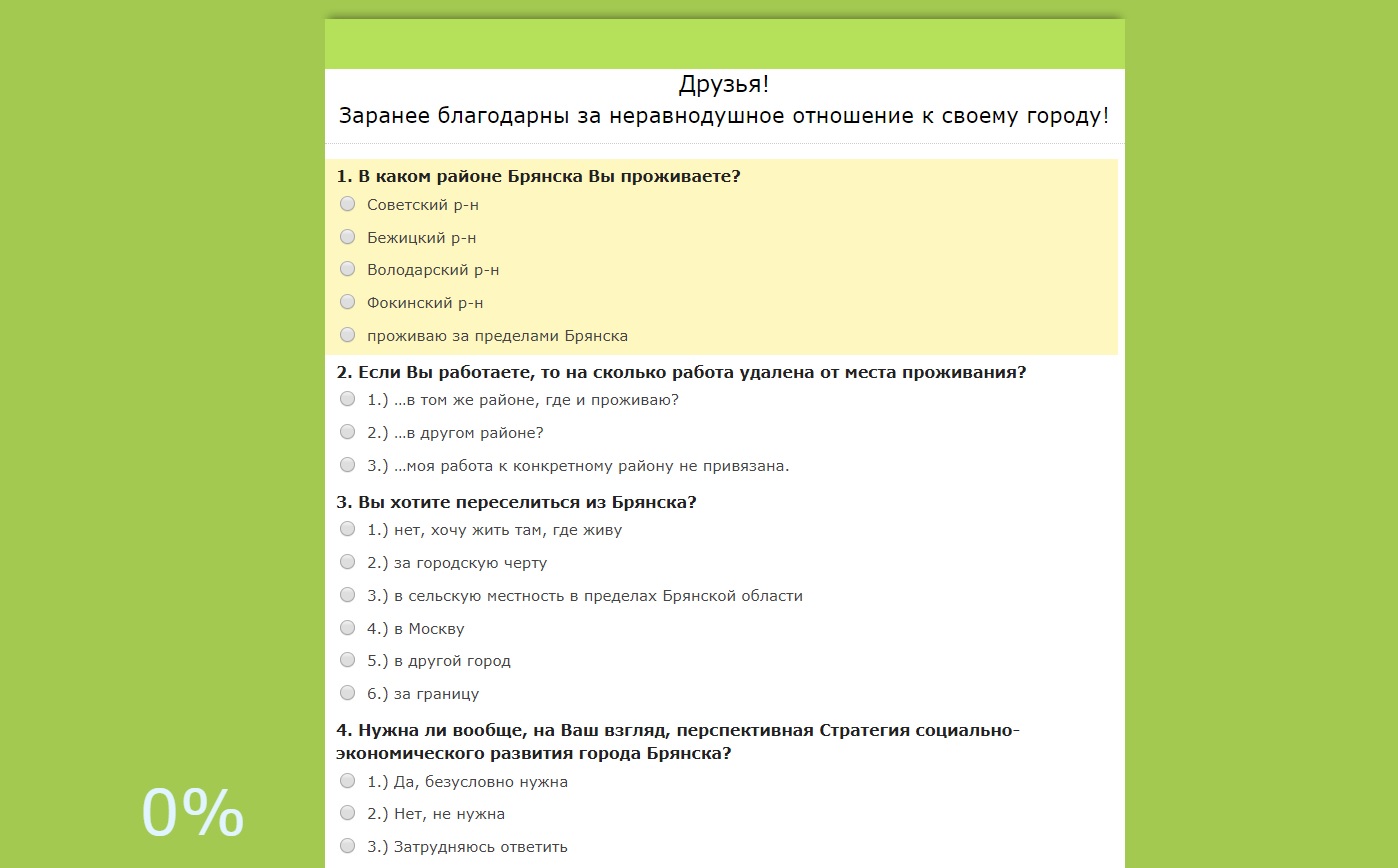 Друзья!
Заранее благодарны за неравнодушное отношение к своему городу!
1. В каком районе Брянска Вы проживаете?
Советский р-н
Бежицкий р-н
Володарский р-н
Фокинский р-н
проживаю за пределами Брянска
2. Если Вы работаете, то на сколько работа удалена от места проживания?
1.) …в том же районе, где и проживаю?
2.) …в другом районе?
3.) …моя работа к конкретному району не привязана.
3. Вы хотите переселиться из Брянска?
1.) нет, хочу жить там, где живу
2.) за городскую черту
3.) в сельскую местность в пределах Брянской области
4.) в Москву
5.) в другой город
6.) за границу
4. Нужна ли вообще, на Ваш взгляд, перспективная Стратегия социально-
экономического развития города Брянска?
1.) Да, безусловно нужна
2.) Нет, не нужна
3.) Затрудняюсь ответить
0%